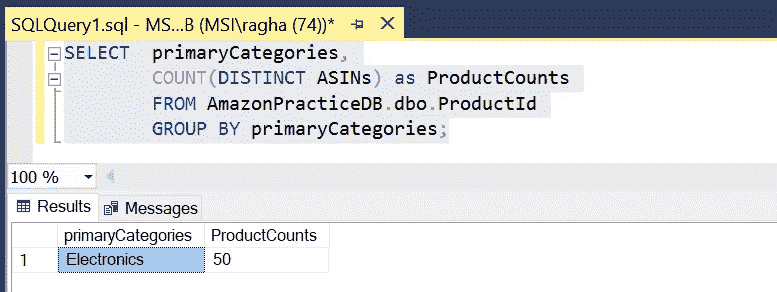 SQLQuery1.sql - MS...B (MSI\ragha (74))*
SELECT primaryCategories,
COUNT(DISTINCT ASINs) as ProductCounts
FROM AmazonPracticeDB.dbo.ProductId
GROUP BY primaryCategories;
100 %
Results Messages
primaryCategories ProductCounts
1 Electronics 50